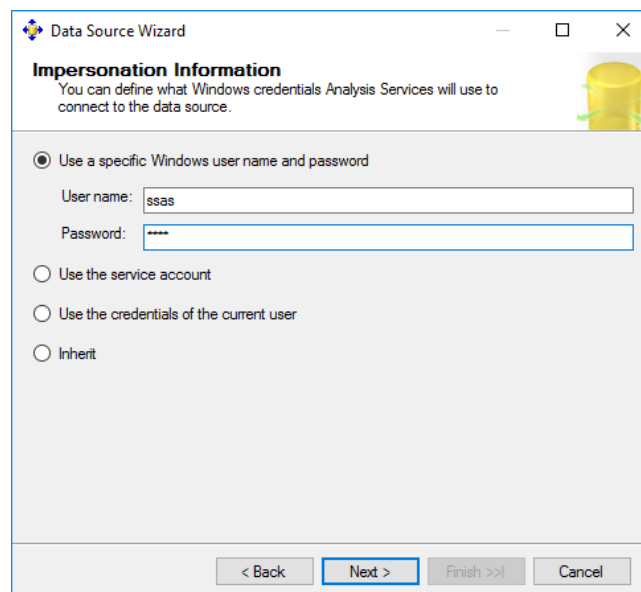 Data Source Wizard
Impersonation Information
You can define what Windows credentials Analysis Services will use to
connect to the data source.
Use a specific Windows user name and password
User name: ssas
Password: ****
Use the service account
Use the credentials of the current user
Inherit
< Back Next > Finish >>| Cancel